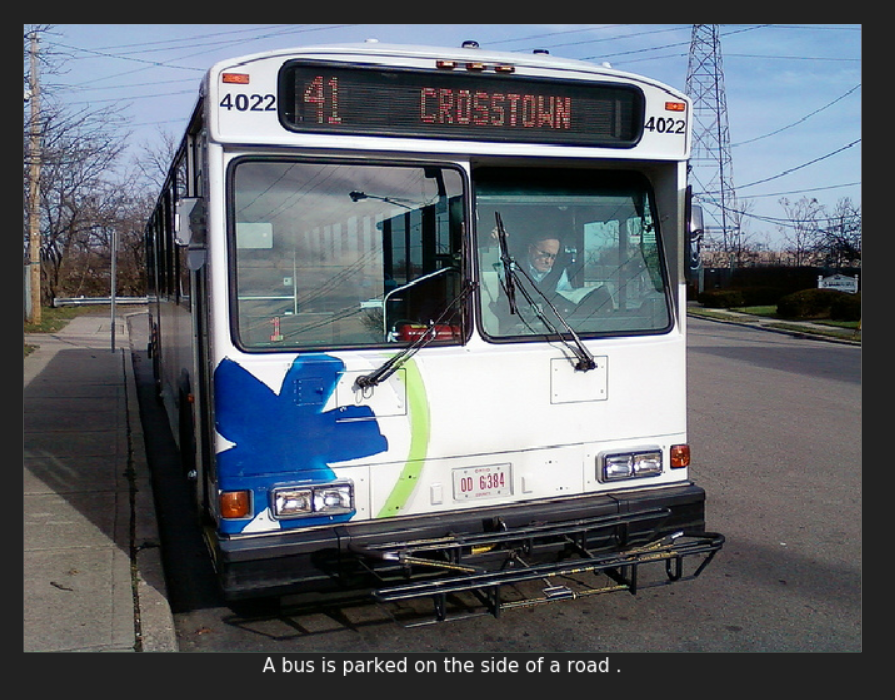 41 CROSSTOWN
4022
4022
1
OD 6384
A bus is parked on the side of a road .